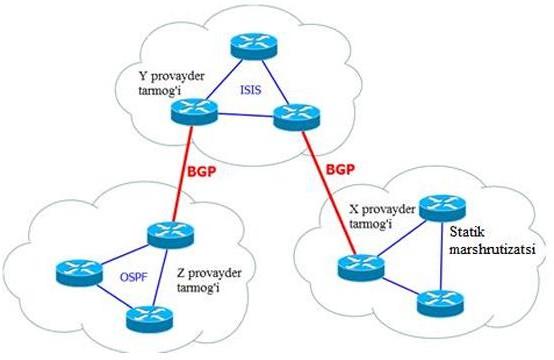 Y provayder
tarmog'i
ISIS
BGP
BGP
X provayder
tarmog'i
Statik
marshrutizatsi
OSPF
Z provayder
tarmog'i